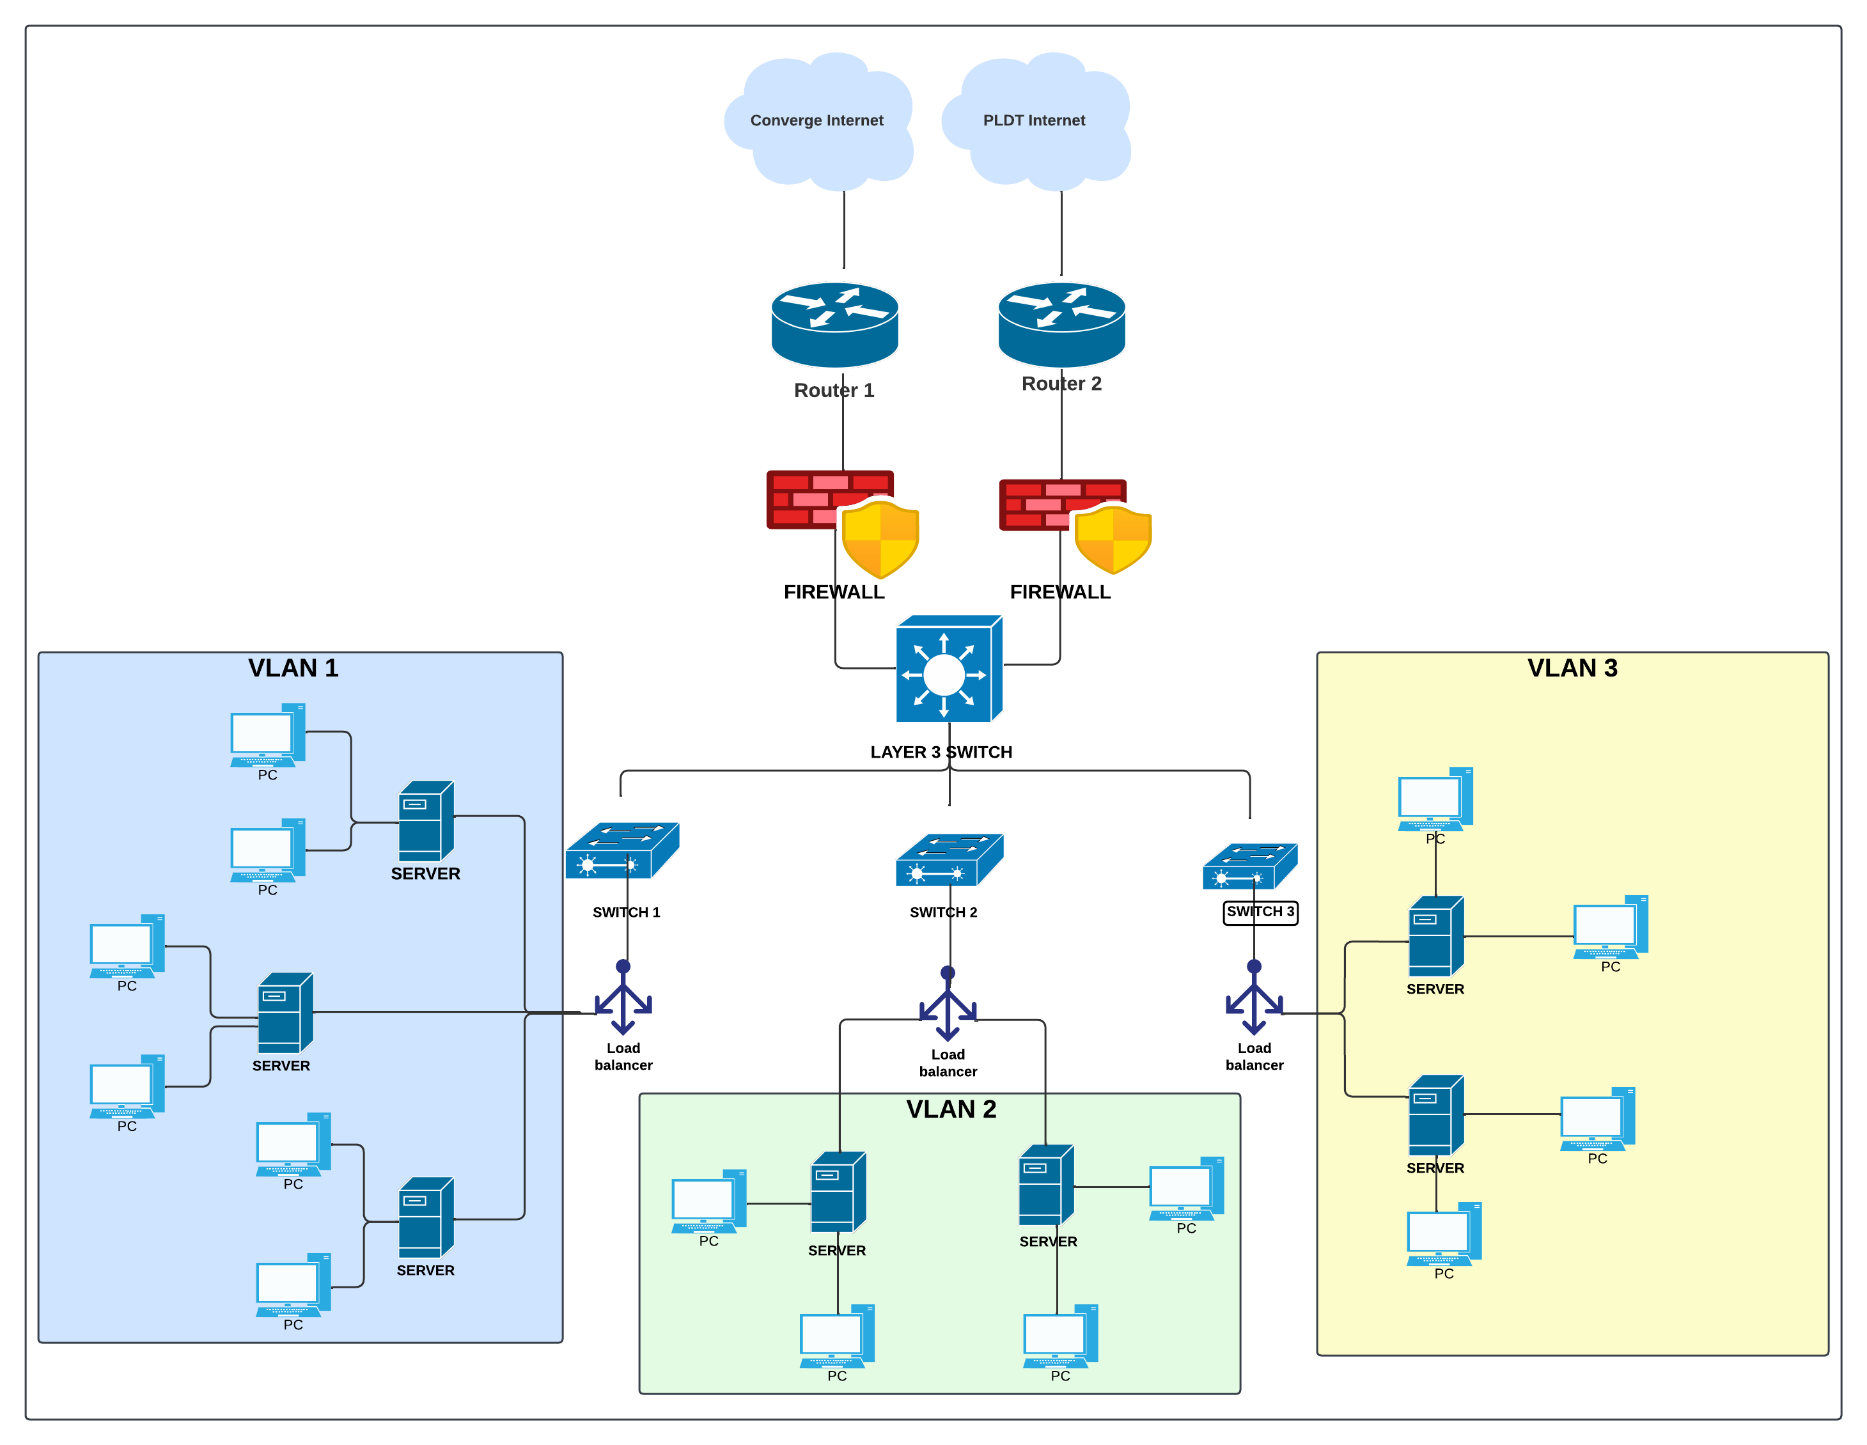 Converge Internet
PLDT Internet
Router 1
Router 2
FIREWALL
FIREWALL
LAYER 3 SWITCH
VLAN 1
PC
PC
SERVER
PC
PC
SERVER
PC
PC
SERVER
SWITCH 1
SWITCH 2
SWITCH 3
Load
balancer
Load
balancer
Load
balancer
VLAN 2
PC
SERVER
PC
SERVER
PC
PC
VLAN 3
PC
PC
SERVER
PC
SERVER
PC